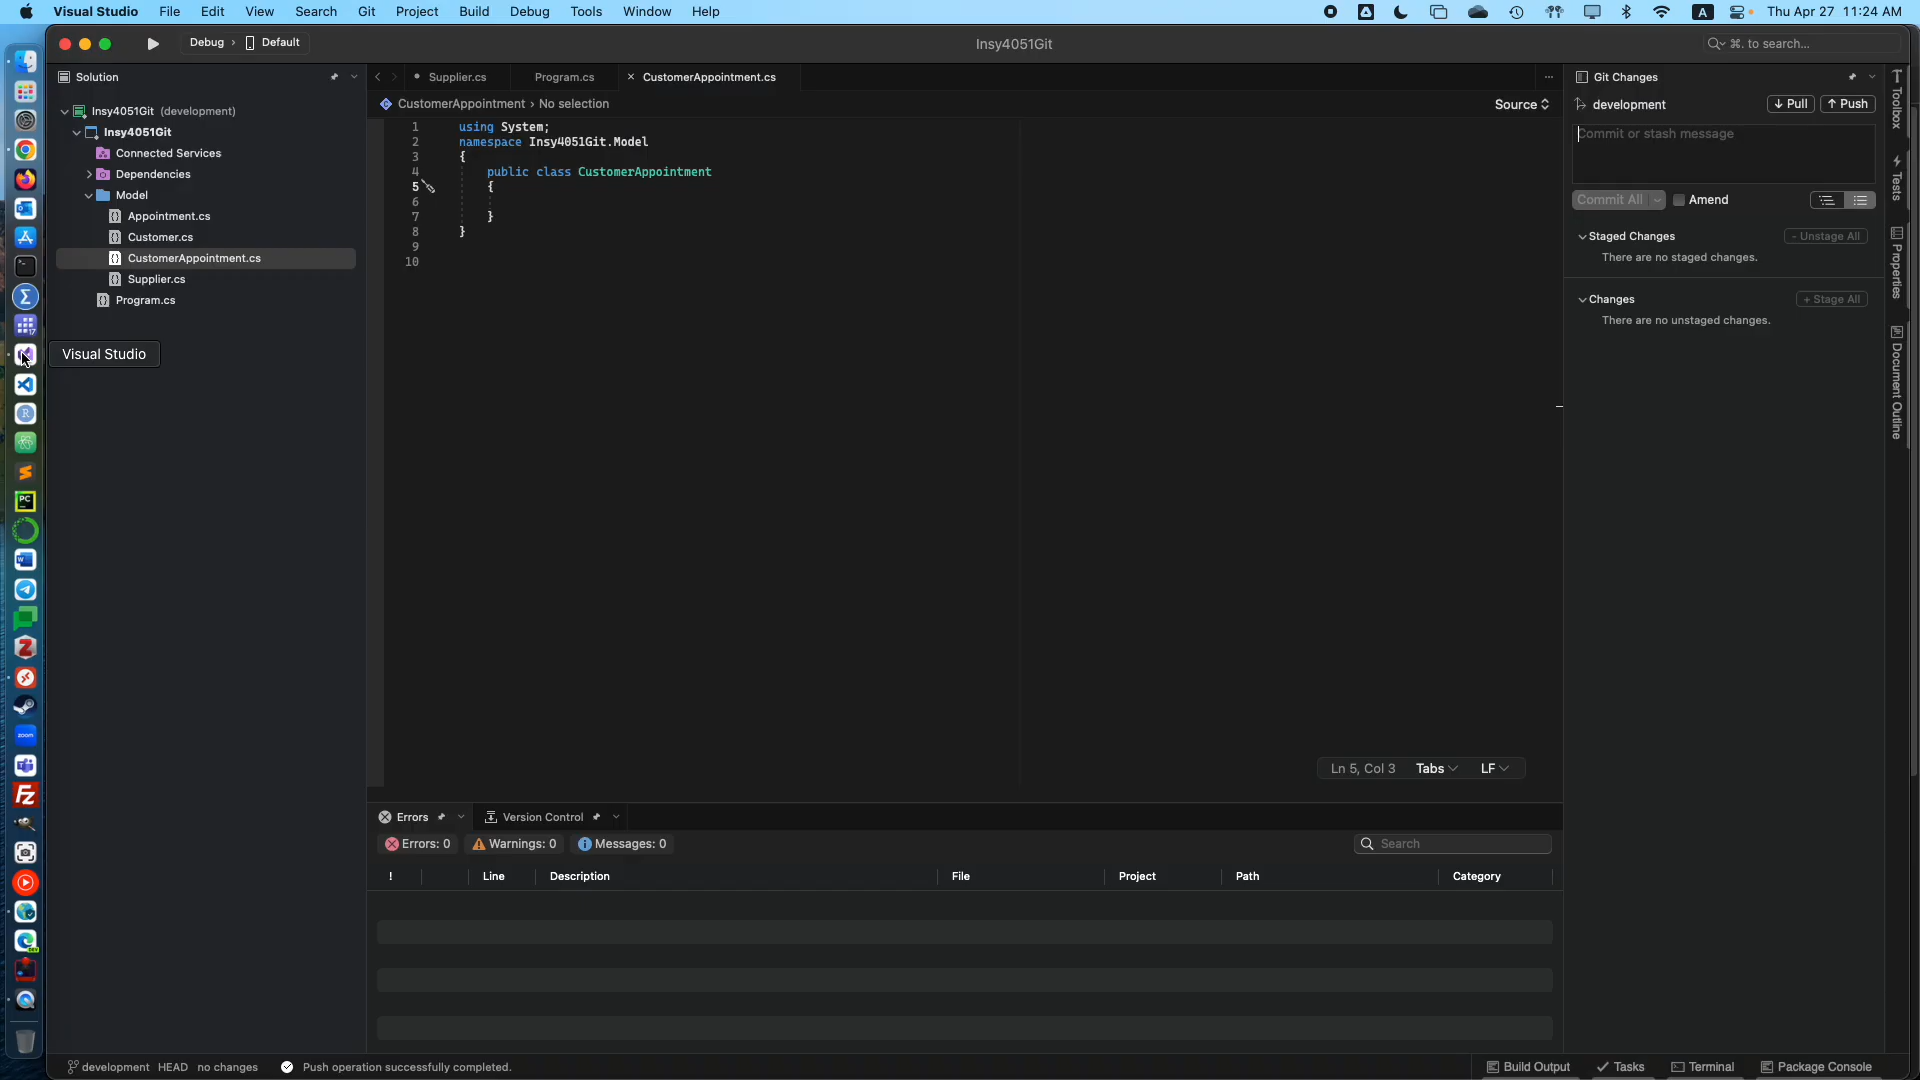 Visual Studio File Edit View Search Git Project Build Debug Tools Window Help
A Thu Apr 27 11:24 AM
Debug › Default
Insy4051Git
⌘. to search...
Solution
Insy4051Git (development)
Insy4051Git
Connected Services
Dependencies
Model
Appointment.cs
Customer.cs
CustomerAppointment.cs
Supplier.cs
Program.cs
Visual Studio
17
PC
zoom
DEV
Supplier.cs
Program.cs
CustomerAppointment.cs
CustomerAppointment › No selection
Source
1 using System;
2 namespace Insy4051Git.Model
3 {
4 public class CustomerAppointment
5 {
6
7 }
8 }
9
10
Ln 5, Col 3 Tabs LF
Errors
Version Control
Errors: 0 Warnings: 0 Messages: 0
Search
! Line Description File Project Path Category
Git Changes
development
Pull
Push
Commit or stash message
Commit All
Amend
Staged Changes
- Unstage All
There are no staged changes.
Changes
+ Stage All
There are no unstaged changes.
Toolbox
Tests
Properties
Document Outline
development HEAD no changes
Push operation successfully completed.
Build Output
Tasks
Terminal
Package Console